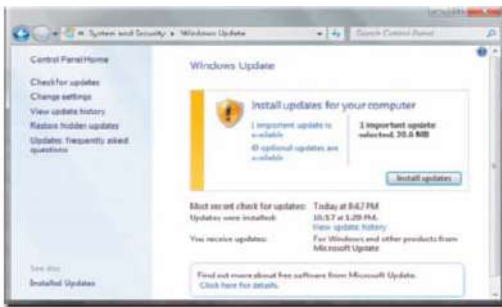 System and Security ▸ Windows Update
Search Control Panel
Control Panel Home
Check for updates
Change settings
View update history
Restore hidden updates
Updates: frequently asked
questions
See also
Installed Updates
Windows Update
Install updates for your computer
1 important update is
available
optional updates are
available
1 important update
selected, 20.6 MB
Install updates
Most recent check for updates: Today at 8:47 PM
Updates were installed: 10/17 at 1:29 PM.
View update history
You receive updates: For Windows and other products from
Microsoft Update
Find out more about free software from Microsoft Update.
Click here for details.